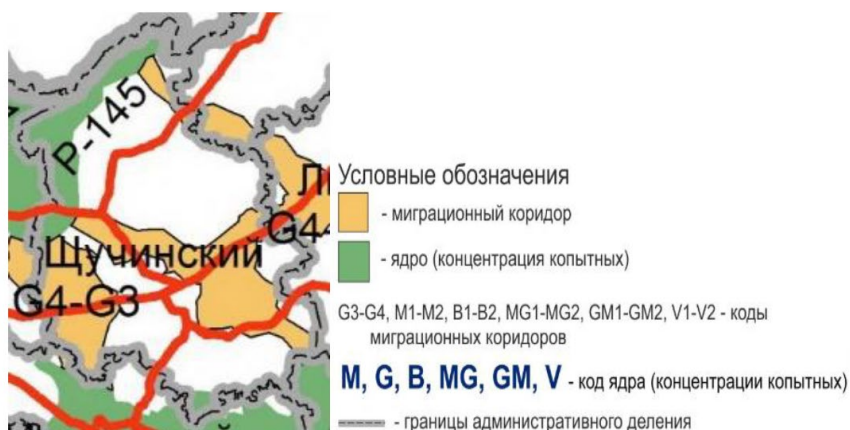 Р-145
Щучинский
G4-G3
Условные обозначения
- миграционный коридор
- ядро (концентрация копытных)
G3-G4, M1-M2, B1-B2, MG1-MG2, GM1-GM2, V1-V2 - коды
миграционных коридоров
M, G, B, MG, GM, V - код ядра (концентрации копытных)
- границы административного деления